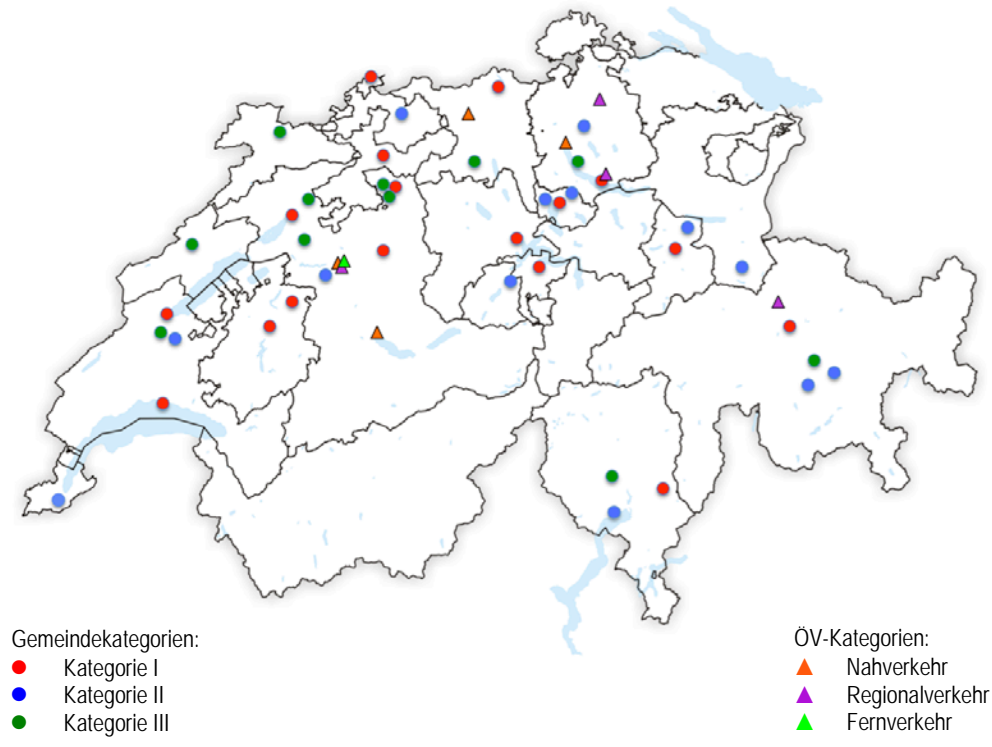 Gemeindekategorien:
Kategorie I
Kategorie II
Kategorie III
ÖV-Kategorien:
Nahverkehr
Regionalverkehr
Fernverkehr